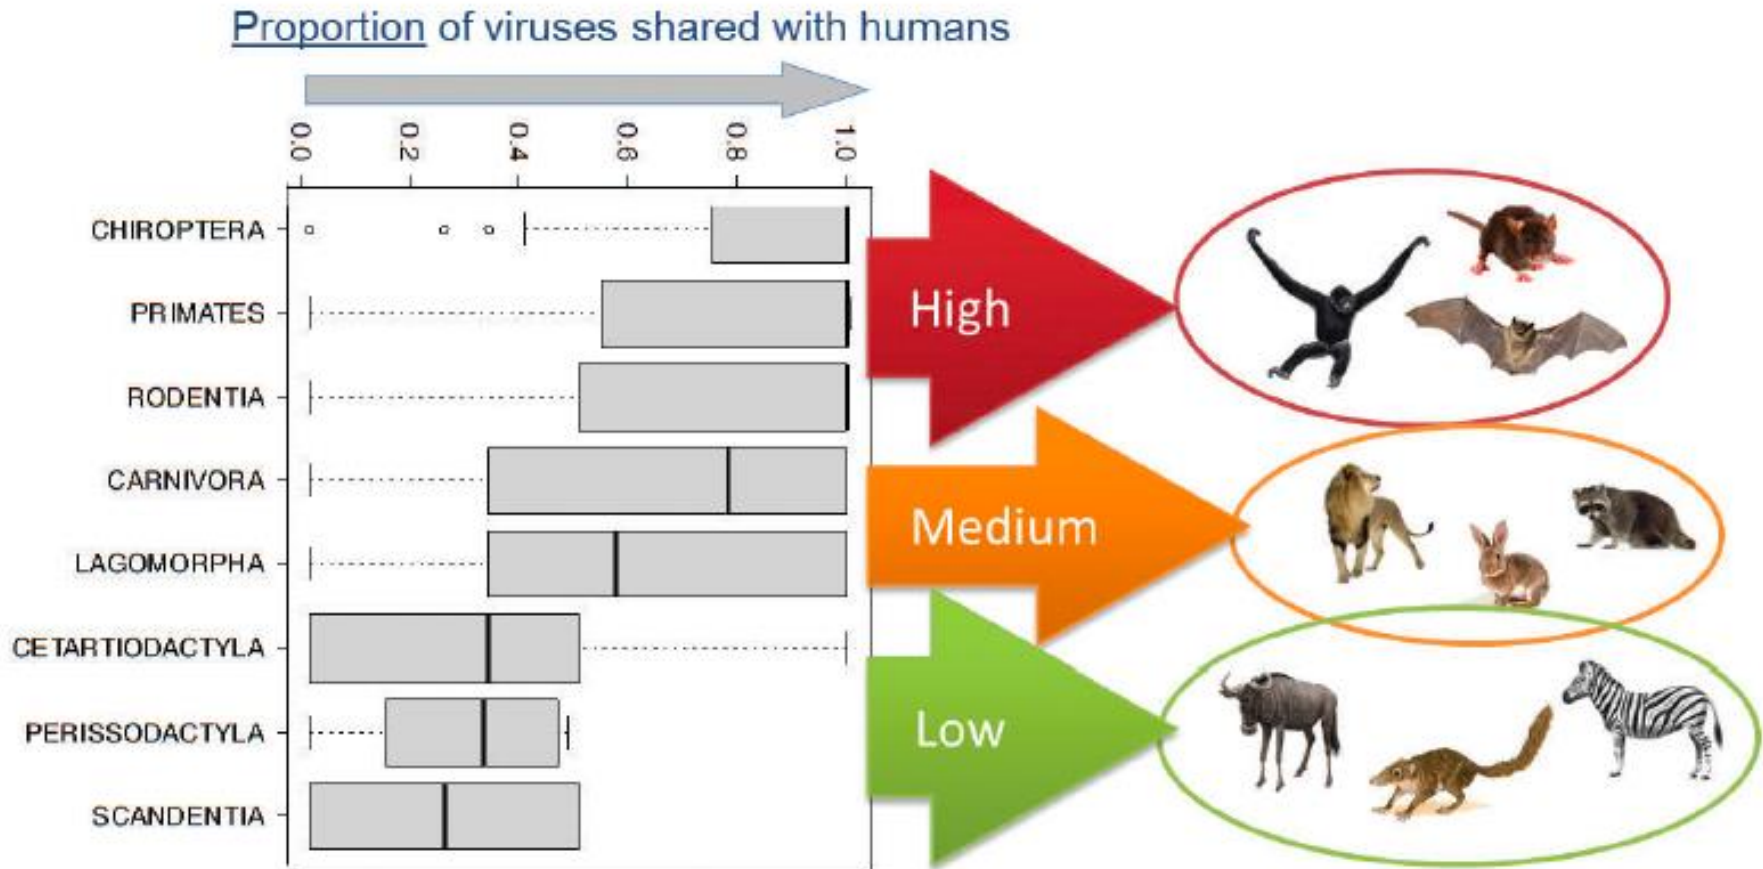 Proportion of viruses shared with humans
0.0 0.2 0.4 0.6 0.8 1.0
CHIROPTERA
PRIMATES
RODENTIA
CARNIVORA
LAGOMORPHA
CETARTIODACTYLA
PERISSODACTYLA
SCANDENTIA
High
Medium
Low